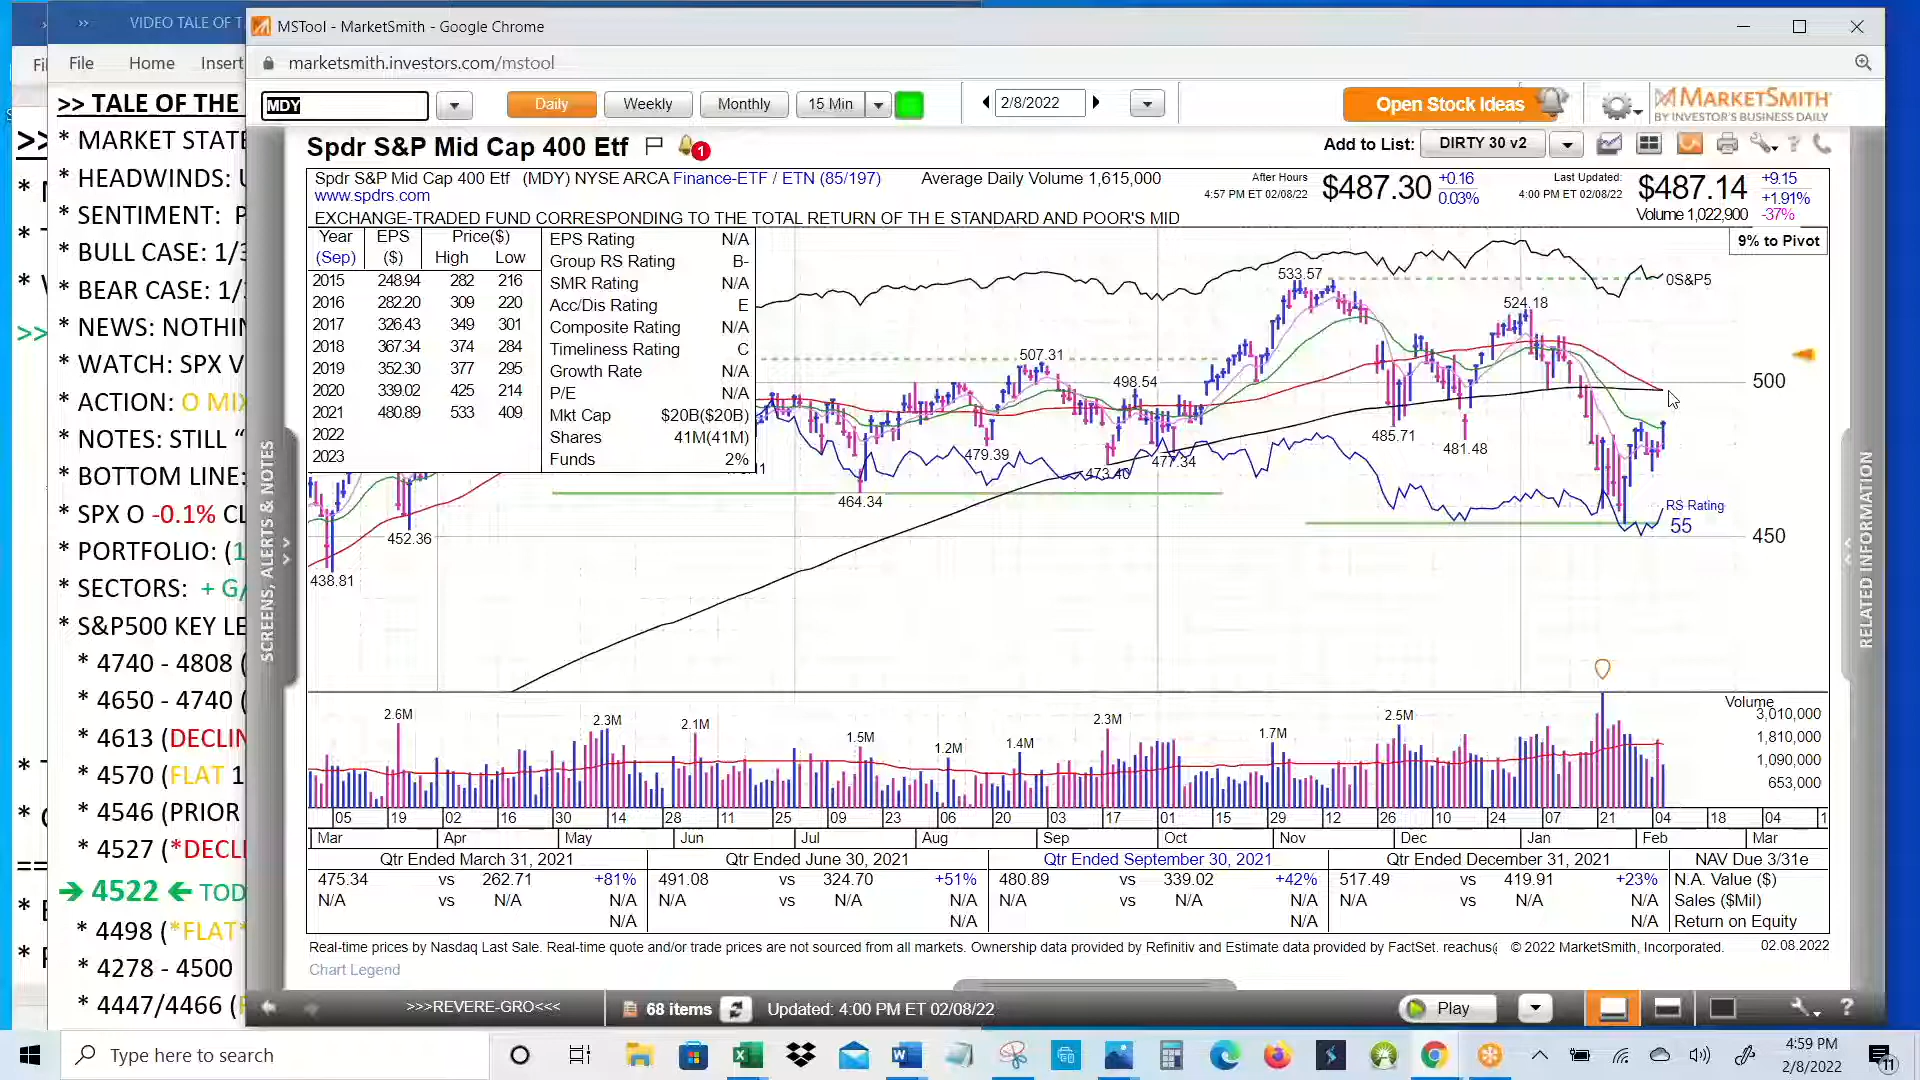 VIDEO TALE OF T
File Home Insert
>> TALE OF THE
* MARKET STATE
* HEADWINDS: U
* SENTIMENT: P
* BULL CASE: 1/3
* BEAR CASE: 1/3
* NEWS: NOTHIN
* WATCH: SPX V
* ACTION: O MIX
* NOTES: STILL “
* BOTTOM LINE:
* SPX O -0.1% CL
* PORTFOLIO: (1
* SECTORS: + G/
* S&P500 KEY LE
* 4740 - 4808 (
* 4650 - 4740 (
* 4613 (DECLIN
* 4570 (FLAT 1
* 4546 (PRIOR
* 4527 (*DECLI
➔ 4522 ← TOD
* 4498 (*FLAT*
* 4278 - 4500
* 4447/4466 (
MSTool - MarketSmith - Google Chrome
marketsmith.investors.com/mstool
MDY
Daily Weekly Monthly 15 Min 2/8/2022
Open Stock Ideas
MARKETSMITH
BY INVESTOR'S BUSINESS DAILY
Spdr S&P Mid Cap 400 Etf 1
Add to List: DIRTY 30 v2 ?
Spdr S&P Mid Cap 400 Etf (MDY) NYSE ARCA Finance-ETF / ETN (85/197) Average Daily Volume 1,615,000
www.spdrs.com
EXCHANGE-TRADED FUND CORRESPONDING TO THE TOTAL RETURN OF TH E STANDARD AND POOR'S MID
After Hours
4:57 PM ET 02/08/22
$487.30 +0.16
0.03%
Last Updated:
4:00 PM ET 02/08/22
$487.14 +9.15
+1.91%
Volume 1,022,900 -37%
9% to Pivot
Year EPS Price($)
(Sep) ($) High Low
2015 248.94 282 216
2016 282.20 309 220
2017 326.43 349 301
2018 367.34 374 284
2019 352.30 377 295
2020 339.02 425 214
2021 480.89 533 409
2022
2023
EPS Rating N/A
Group RS Rating B-
SMR Rating N/A
Acc/Dis Rating E
Composite Rating N/A
Timeliness Rating C
Growth Rate N/A
P/E N/A
Mkt Cap $20B($20B)
Shares 41M(41M)
Funds 2%
0S&P5
533.57
524.18
507.31
498.54
500
485.71
481.48
479.39
477.34
473.40
464.34
452.36
438.81
RS Rating
55
450
Volume
3,010,000
1,810,000
1,090,000
653,000
2.6M 2.3M 2.1M 1.5M 1.2M 1.4M 2.3M 1.7M 2.5M
05 19 02 16 30 14 28 11 25 09 23 06 20 03 17 01 15 29 12 26 10 24 07 21 04 18 04 1
Mar Apr May Jun Jul Aug Sep Oct Nov Dec Jan Feb Mar
Qtr Ended March 31, 2021 Qtr Ended June 30, 2021 Qtr Ended September 30, 2021 Qtr Ended December 31, 2021 NAV Due 3/31e
475.34 vs 262.71 +81% 491.08 vs 324.70 +51% 480.89 vs 339.02 +42% 517.49 vs 419.91 +23% N.A. Value ($)
N/A vs N/A N/A N/A vs N/A N/A N/A vs N/A N/A N/A vs N/A N/A Sales ($Mil)
N/A N/A N/A N/A Return on Equity
Real-time prices by Nasdaq Last Sale. Real-time quote and/or trade prices are not sourced from all markets. Ownership data provided by Refinitiv and Estimate data provided by FactSet. reachus@ © 2022 MarketSmith, Incorporated. 02.08.2022
Chart Legend
SCREENS, ALERTS & NOTES
RELATED INFORMATION
>>>REVERE-GRO<<< 68 items Updated: 4:00 PM ET 02/08/22 Play ?
Type here to search
4:59 PM
2/8/2022
11